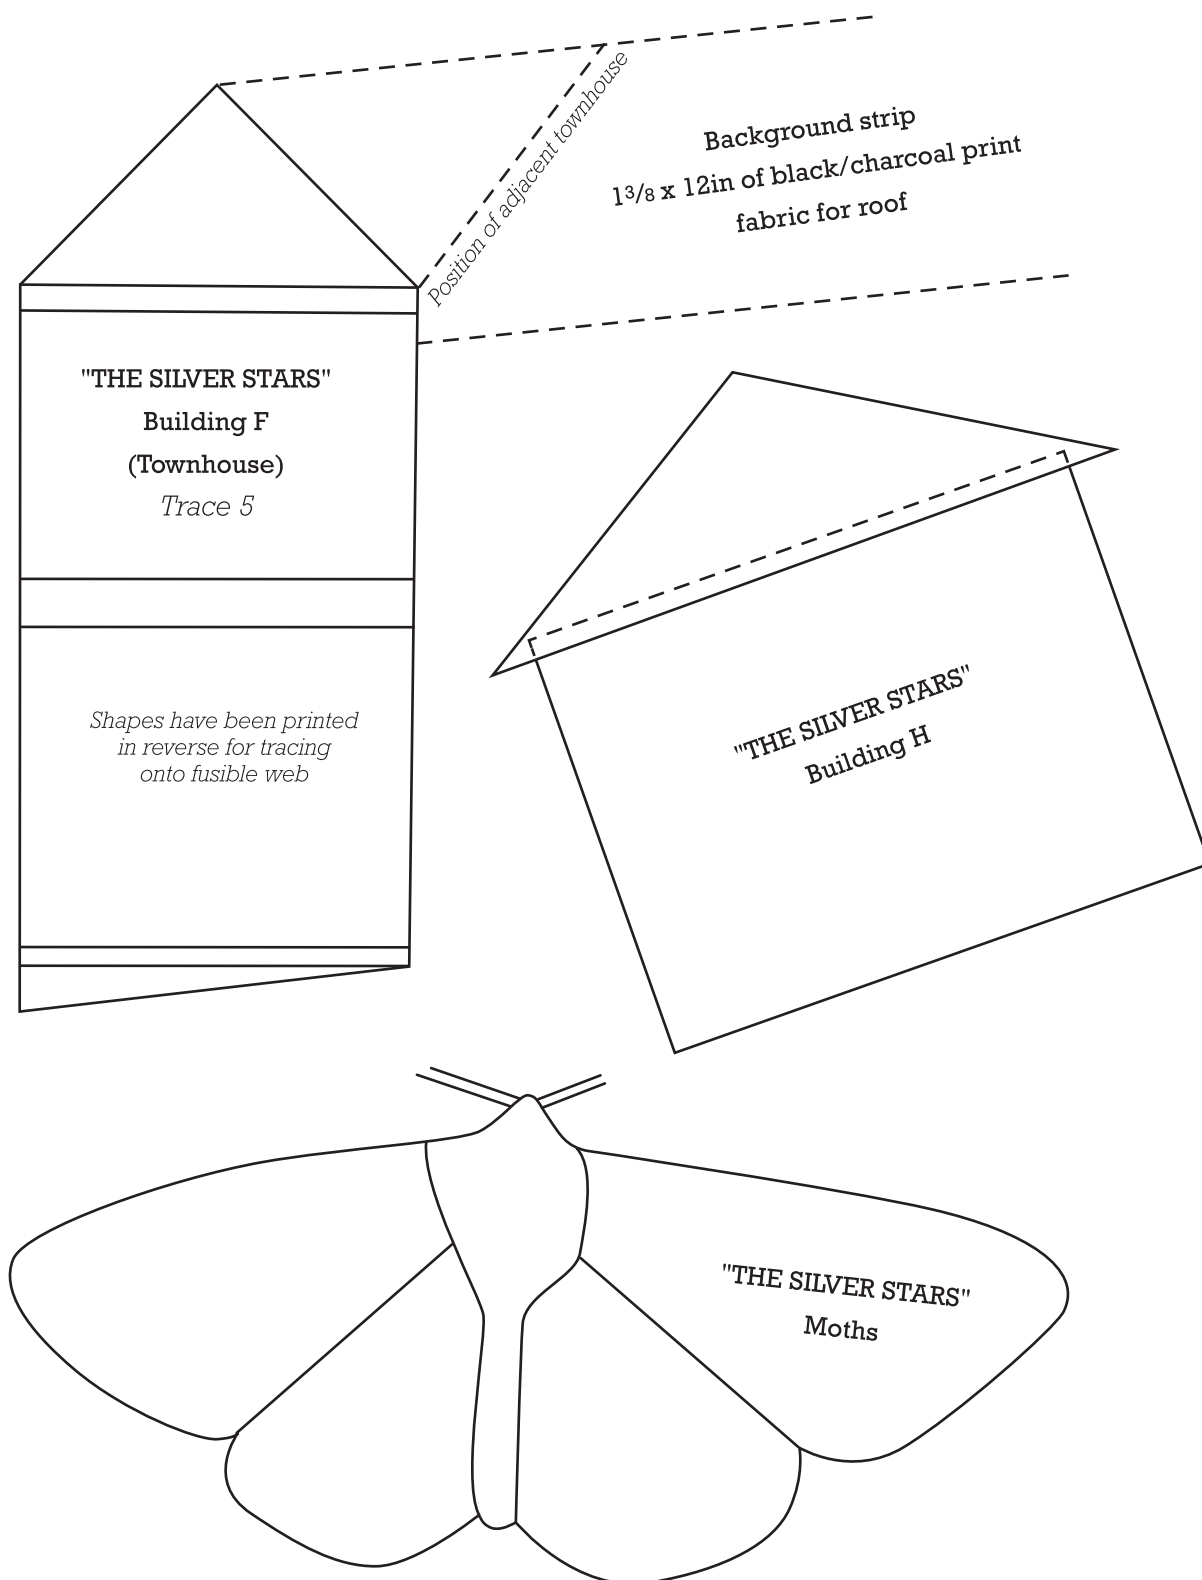 Position of adjacent townhouse
Background strip
1 3/8 x 12in of black/charcoal print
fabric for roof
"THE SILVER STARS"
Building F
(Townhouse)
Trace 5
Shapes have been printed
in reverse for tracing
onto fusible web
"THE SILVER STARS"
Building H
"THE SILVER STARS"
Moths